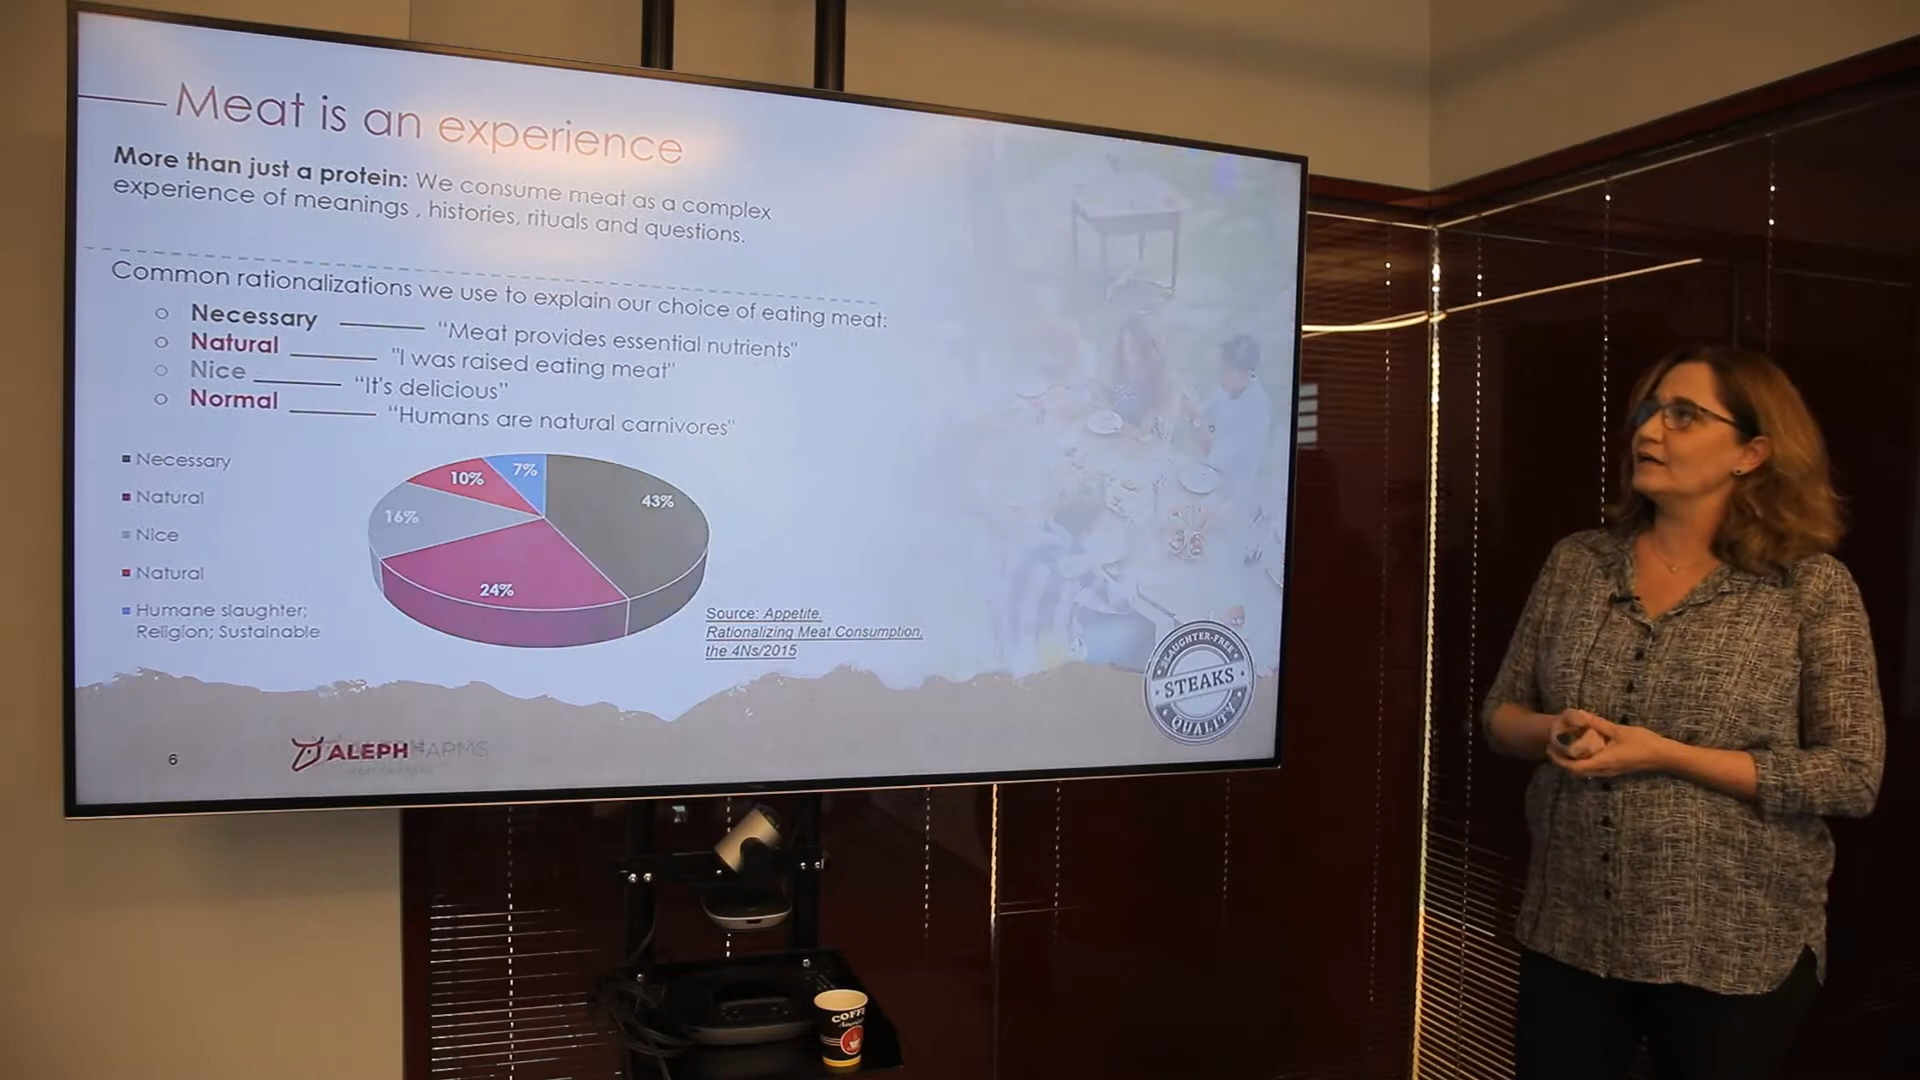 Meat is an experience
More than just a protein: We consume meat as a complex
experience of meanings , histories, rituals and questions.
Common rationalizations we use to explain our choice of eating meat:
Necessary "Meat provides essential nutrients"
Natural "I was raised eating meat"
Nice "It's delicious"
Normal "Humans are natural carnivores"
Necessary
Natural
Nice
Natural
Humane slaughter;
Religion; Sustainable
7%
10%
43%
16%
24%
Source: Appetite.
Rationalizing Meat Consumption,
the 4Ns/2015
SLAUGHTER-FREE
STEAKS
QUALITY
6
ALEPH
COFFE